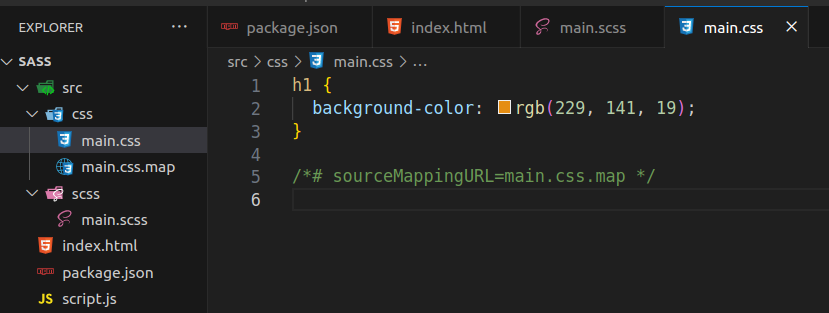 EXPLORER ...
SASS
src
css
main.css
main.css.map
scss
main.scss
index.html
package.json
JS script.js
package.json index.html main.scss main.css ×
src > css > main.css > ...
1 h1 {
2 background-color: rgb(229, 141, 19);
3 }
4
5 /*# sourceMappingURL=main.css.map */
6